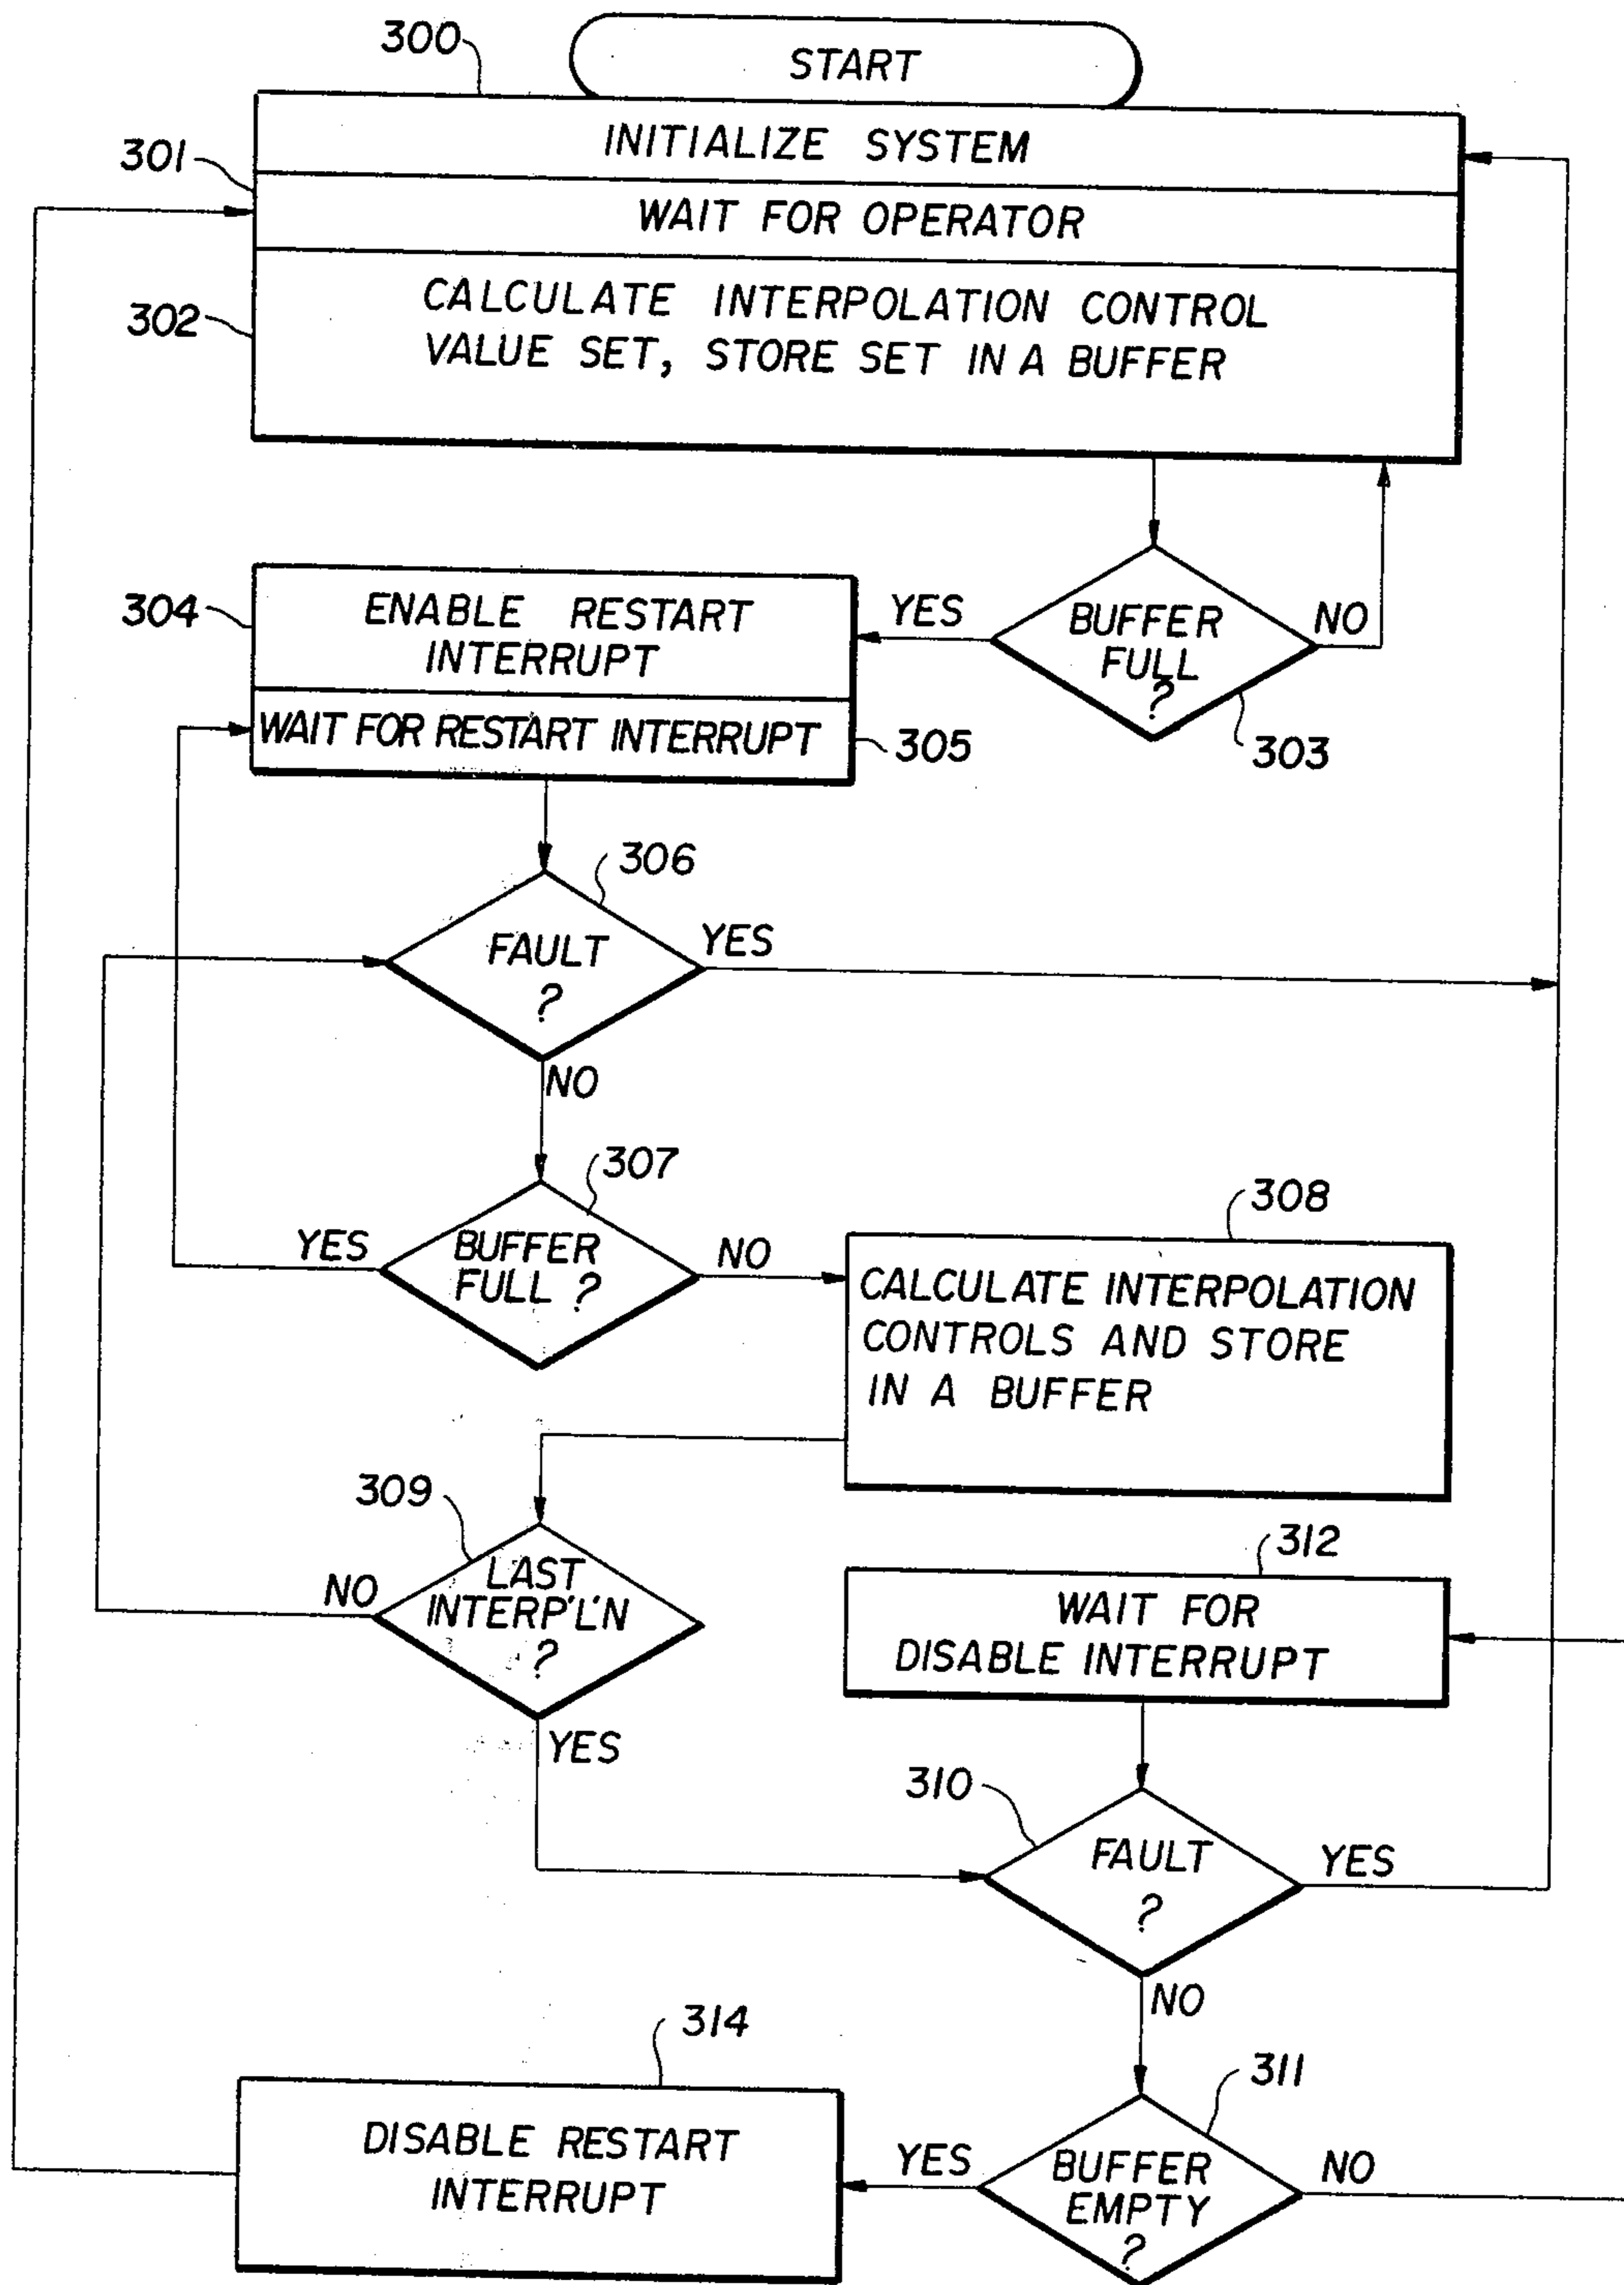 300
START
INITIALIZE SYSTEM
301
WAIT FOR OPERATOR
302
CALCULATE INTERPOLATION CONTROL
VALUE SET, STORE SET IN A BUFFER
304
ENABLE RESTART
INTERRUPT
YES
BUFFER
FULL
?
NO
303
WAIT FOR RESTART INTERRUPT
305
306
FAULT
?
YES
NO
307
YES
BUFFER
FULL ?
NO
308
CALCULATE INTERPOLATION
CONTROLS AND STORE
IN A BUFFER
309
NO
LAST
INTERP'L'N
?
YES
312
WAIT FOR
DISABLE INTERRUPT
310
FAULT
?
YES
NO
314
DISABLE RESTART
INTERRUPT
YES
311
BUFFER
EMPTY
?
NO